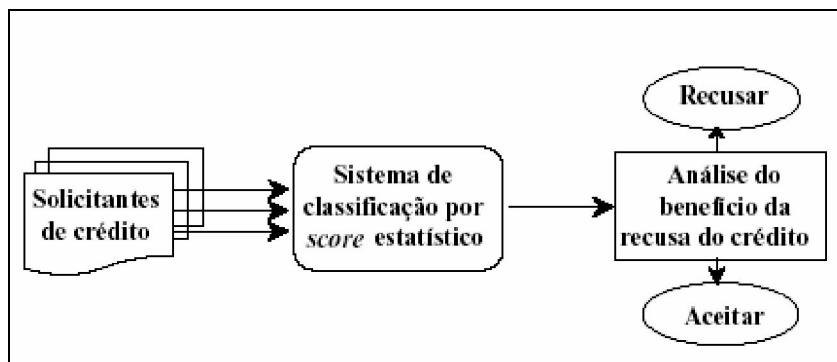 Solicitantes
de crédito
Sistema de
classificação por
score estatístico
Recusar
Análise do
benefício da
recusa do crédito
Aceitar